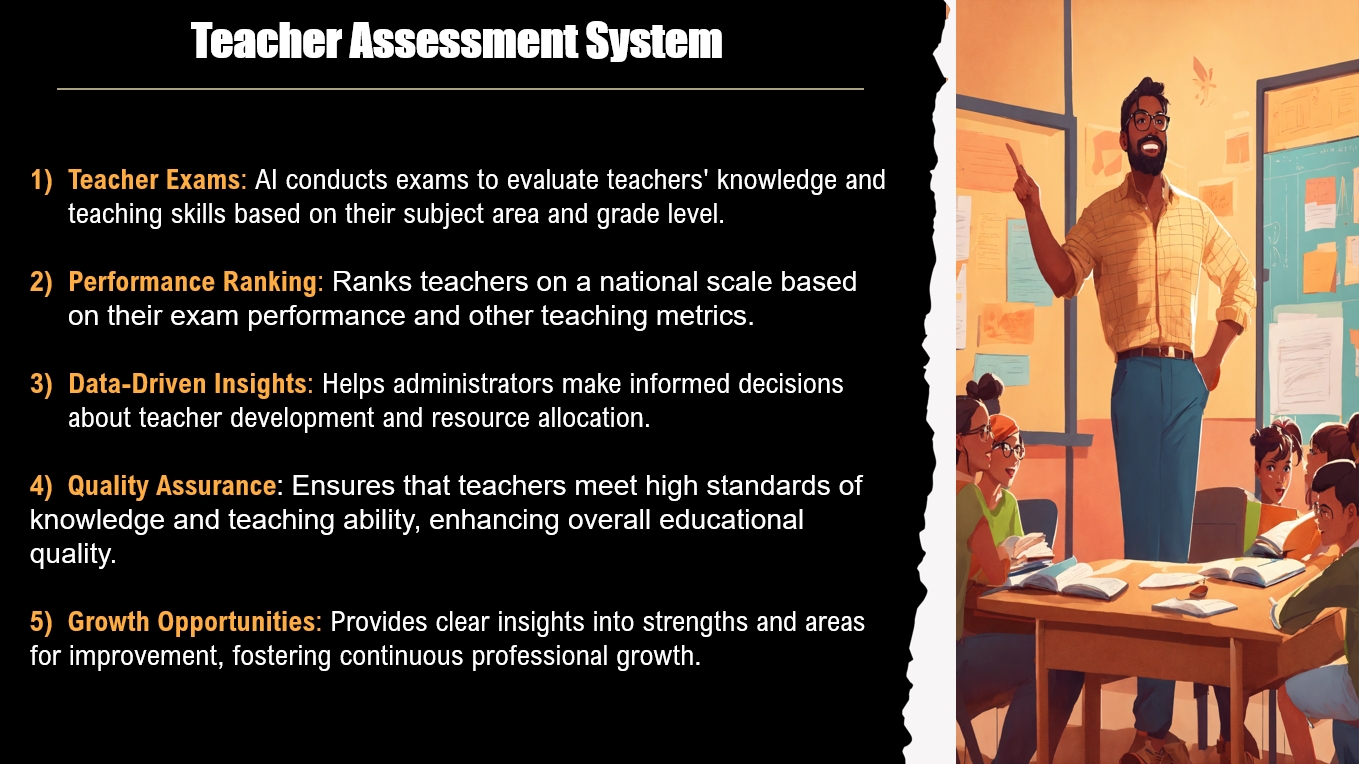 Teacher Assessment System
1) Teacher Exams: AI conducts exams to evaluate teachers' knowledge and
teaching skills based on their subject area and grade level.
2) Performance Ranking: Ranks teachers on a national scale based
on their exam performance and other teaching metrics.
3) Data-Driven Insights: Helps administrators make informed decisions
about teacher development and resource allocation.
4) Quality Assurance: Ensures that teachers meet high standards of
knowledge and teaching ability, enhancing overall educational
quality.
5) Growth Opportunities: Provides clear insights into strengths and areas
for improvement, fostering continuous professional growth.